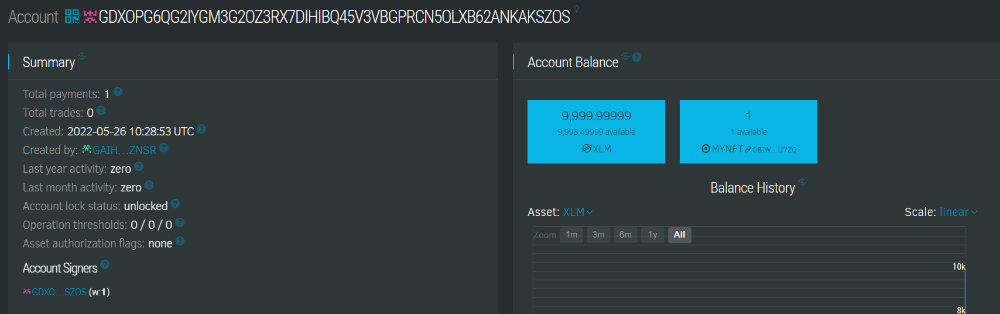 Account GDXOPG6QG2IYGM3G2OZ3RX7DIHIBQ45V3VBGPRCN5OLXB62ANKAKSZOS
Summary
Total payments: 1 ?
Total trades: 0 ?
Created: 2022-05-26 10:28:53 UTC ?
Created by: GAIH…ZNSR ?
Last year activity: zero ?
Last month activity: zero ?
Account lock status: unlocked ?
Operation thresholds: 0 / 0 / 0 ?
Asset authorization flags: none ?
Account Signers ?
GDXO…SZOS (w:1)
Account Balance ?
9,999.99999
9,998.49999 available
XLM
1
1 available
MYNFT GBIW…U7ZQ
Balance History
Asset: XLM
Scale: linear
Zoom 1m 3m 6m 1y All
10k
8k